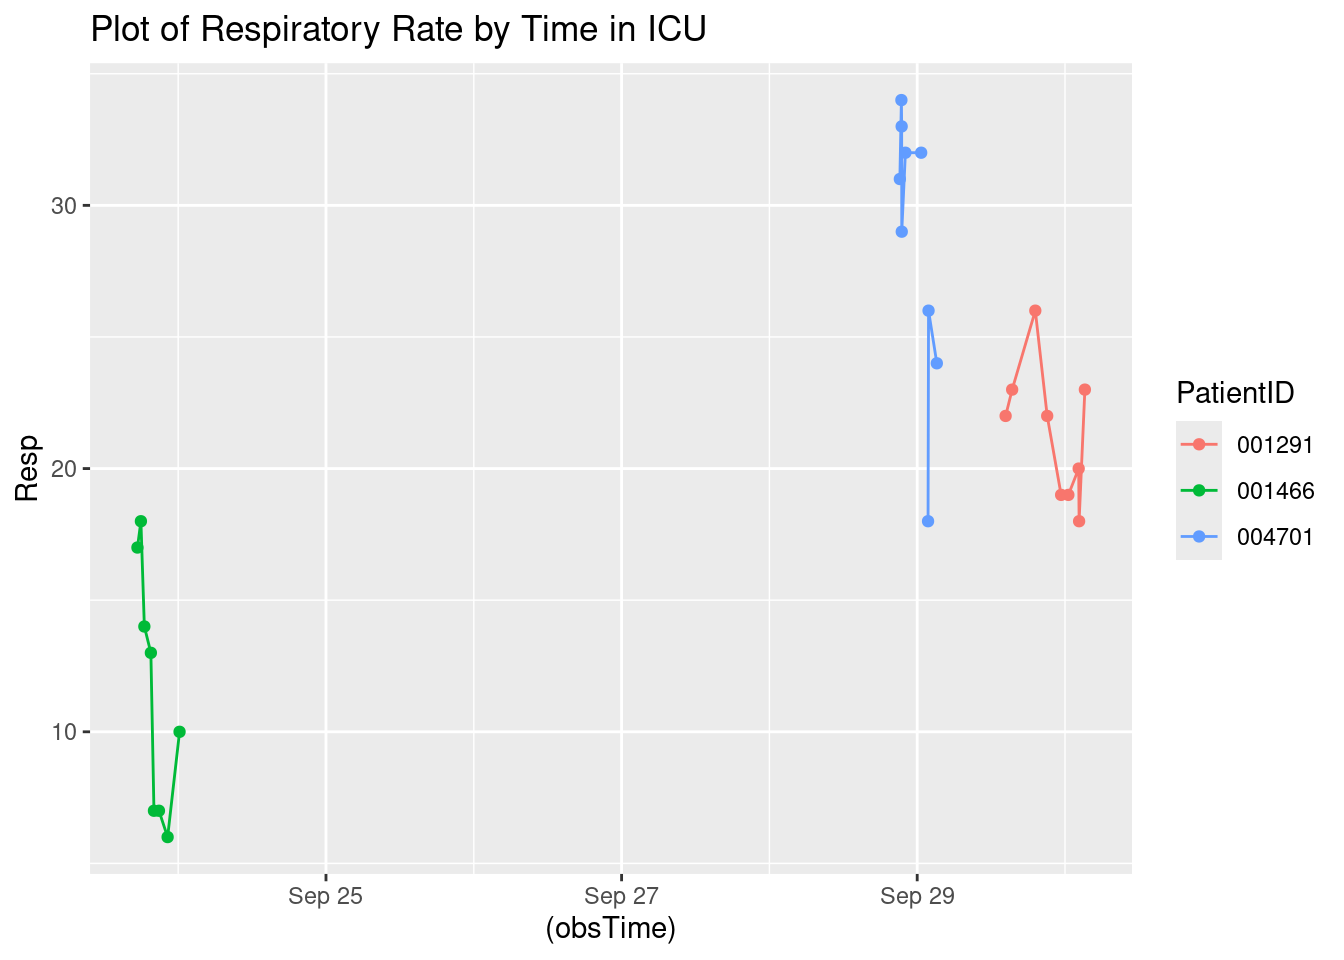 Plot of Respiratory Rate by Time in ICU
Resp
30
20
10
Sep 25
Sep 27
Sep 29
(obsTime)
PatientID
001291
001466
004701